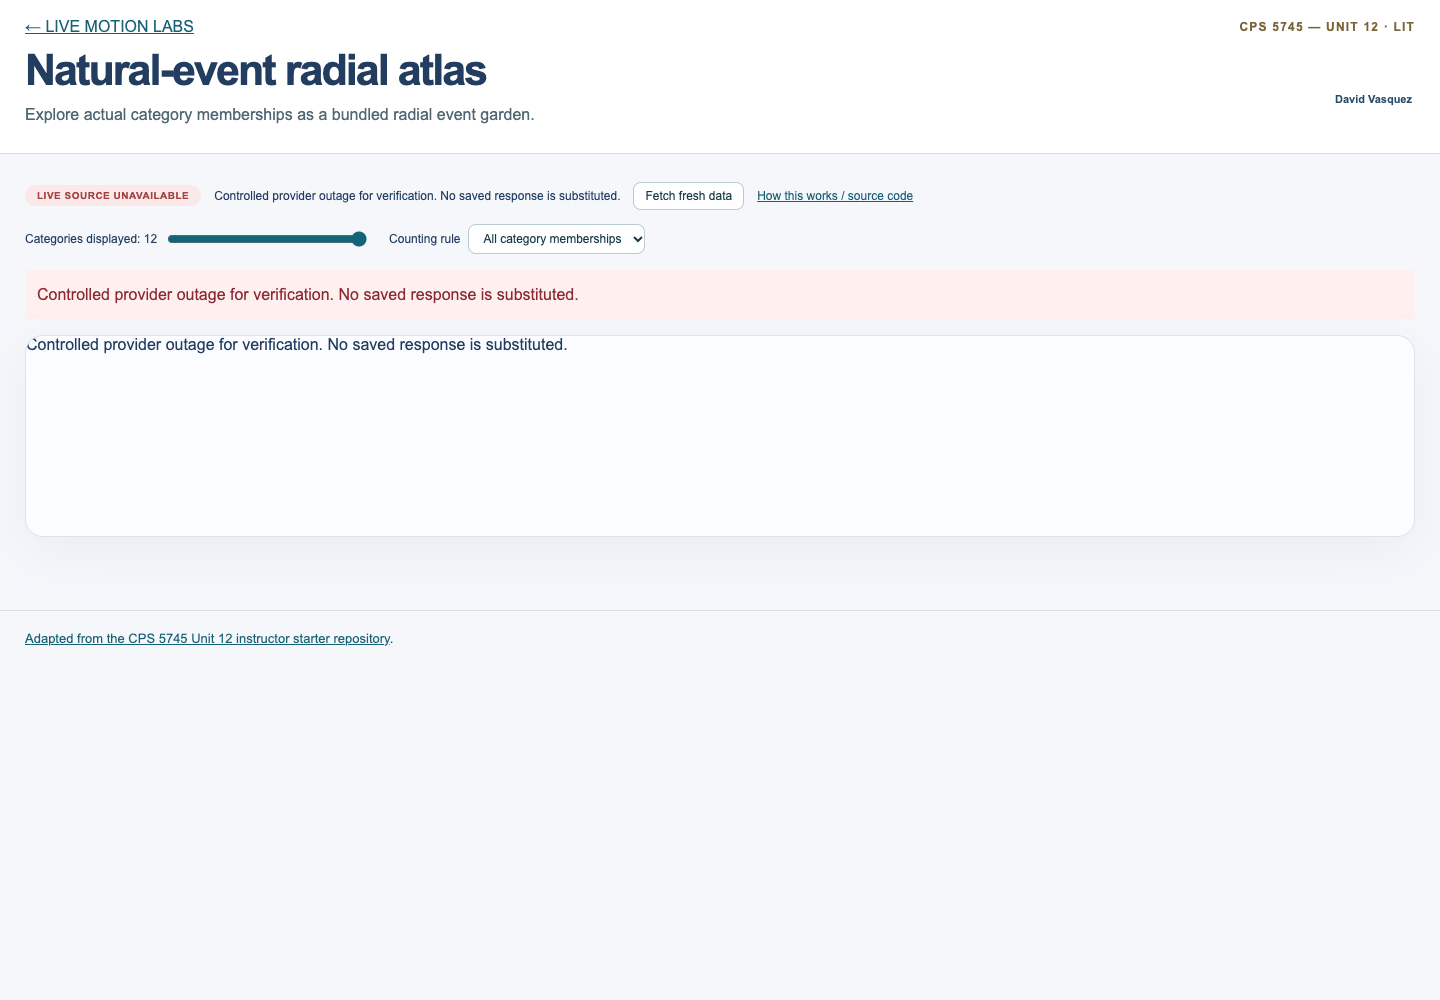 ← LIVE MOTION LABS
CPS 5745 — UNIT 12 · LIT
Natural-event radial atlas
David Vasquez
Explore actual category memberships as a bundled radial event garden.
LIVE SOURCE UNAVAILABLE Controlled provider outage for verification. No saved response is substituted. Fetch fresh data How this works / source code
Categories displayed: 12 Counting rule All category memberships
Controlled provider outage for verification. No saved response is substituted.
Controlled provider outage for verification. No saved response is substituted.
Adapted from the CPS 5745 Unit 12 instructor starter repository.